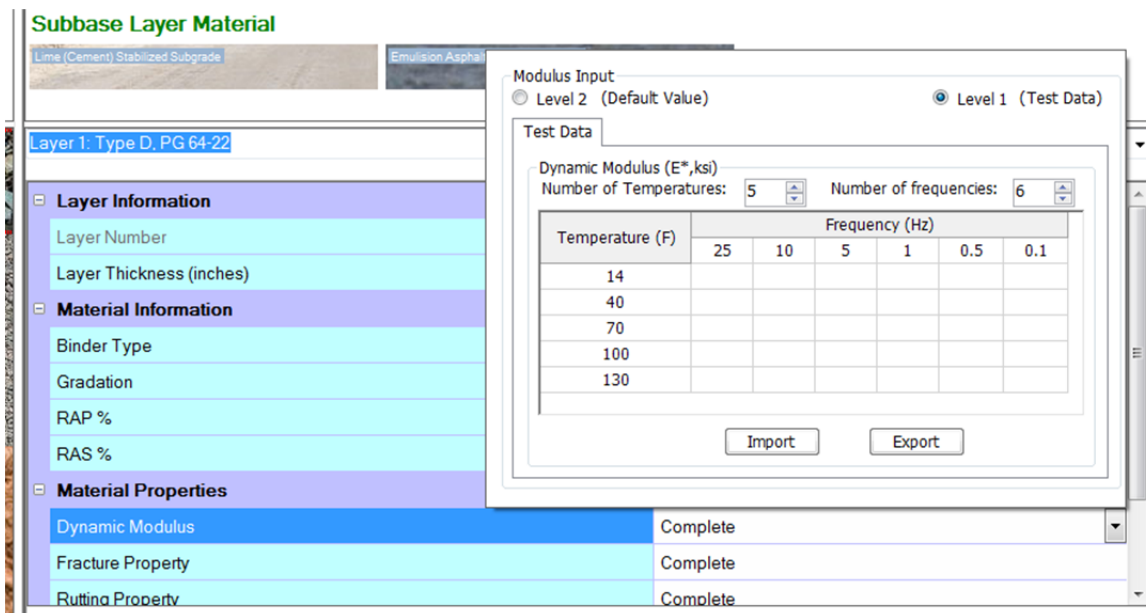 Subbase Layer Material
Lime (Cement) Stabilized Subgrade
Emulsion Asphal
Layer 1: Type D, PG 64-22
Layer Information
Layer Number
Layer Thickness (inches)
Material Information
Binder Type
Gradation
RAP %
RAS %
Material Properties
Dynamic Modulus Complete
Fracture Property Complete
Rutting Property Complete
Modulus Input
Level 2 (Default Value) Level 1 (Test Data)
Test Data
Dynamic Modulus (E*,ksi)
Number of Temperatures: 5 Number of frequencies: 6
Temperature (F) Frequency (Hz)
25 10 5 1 0.5 0.1
14
40
70
100
130
Import Export